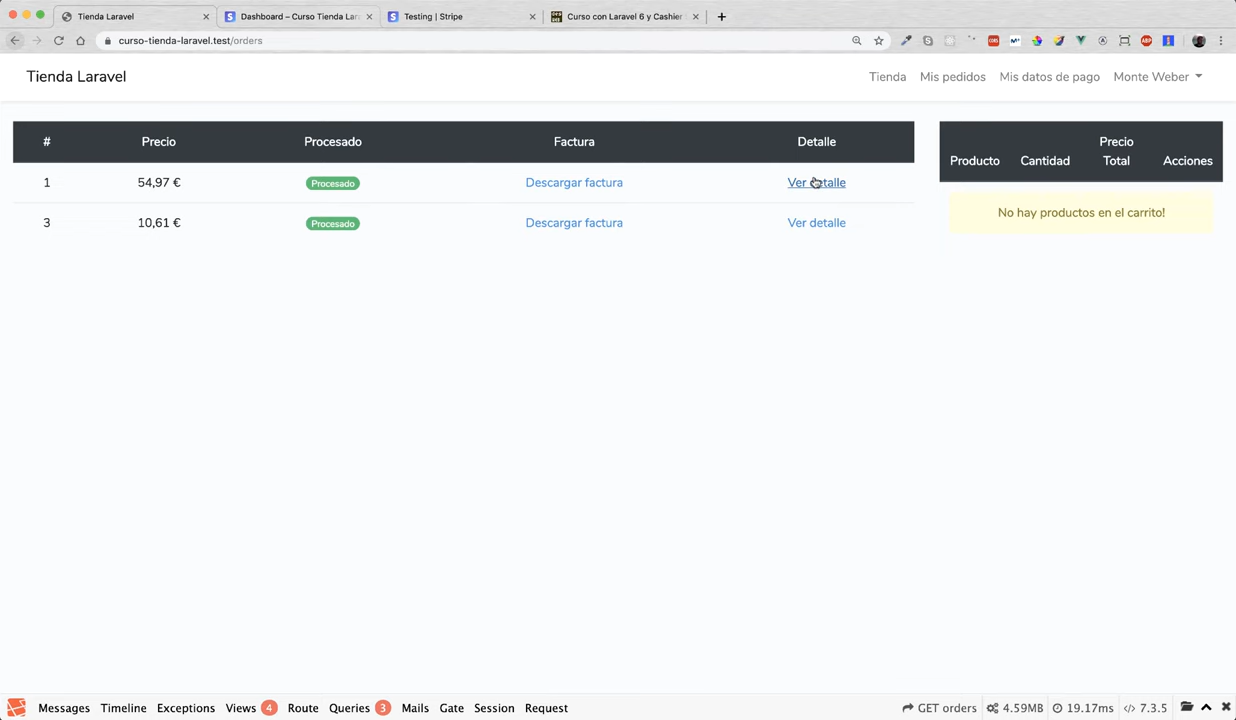 Tienda Laravel
Dashboard – Curso Tienda Lar
Testing | Stripe
Curso con Laravel 6 y Cashier
curso-tienda-laravel.test/orders
Tienda Laravel
Tienda
Mis pedidos
Mis datos de pago
Monte Weber
# Precio Procesado Factura Detalle
1 54,97 € Procesado Descargar factura Ver detalle
3 10,61 € Procesado Descargar factura Ver detalle
Producto Cantidad Precio Total Acciones
No hay productos en el carrito!
Messages Timeline Exceptions Views 4 Route Queries 3 Mails Gate Session Request
GET orders 4.59MB 19.17ms 7.3.5